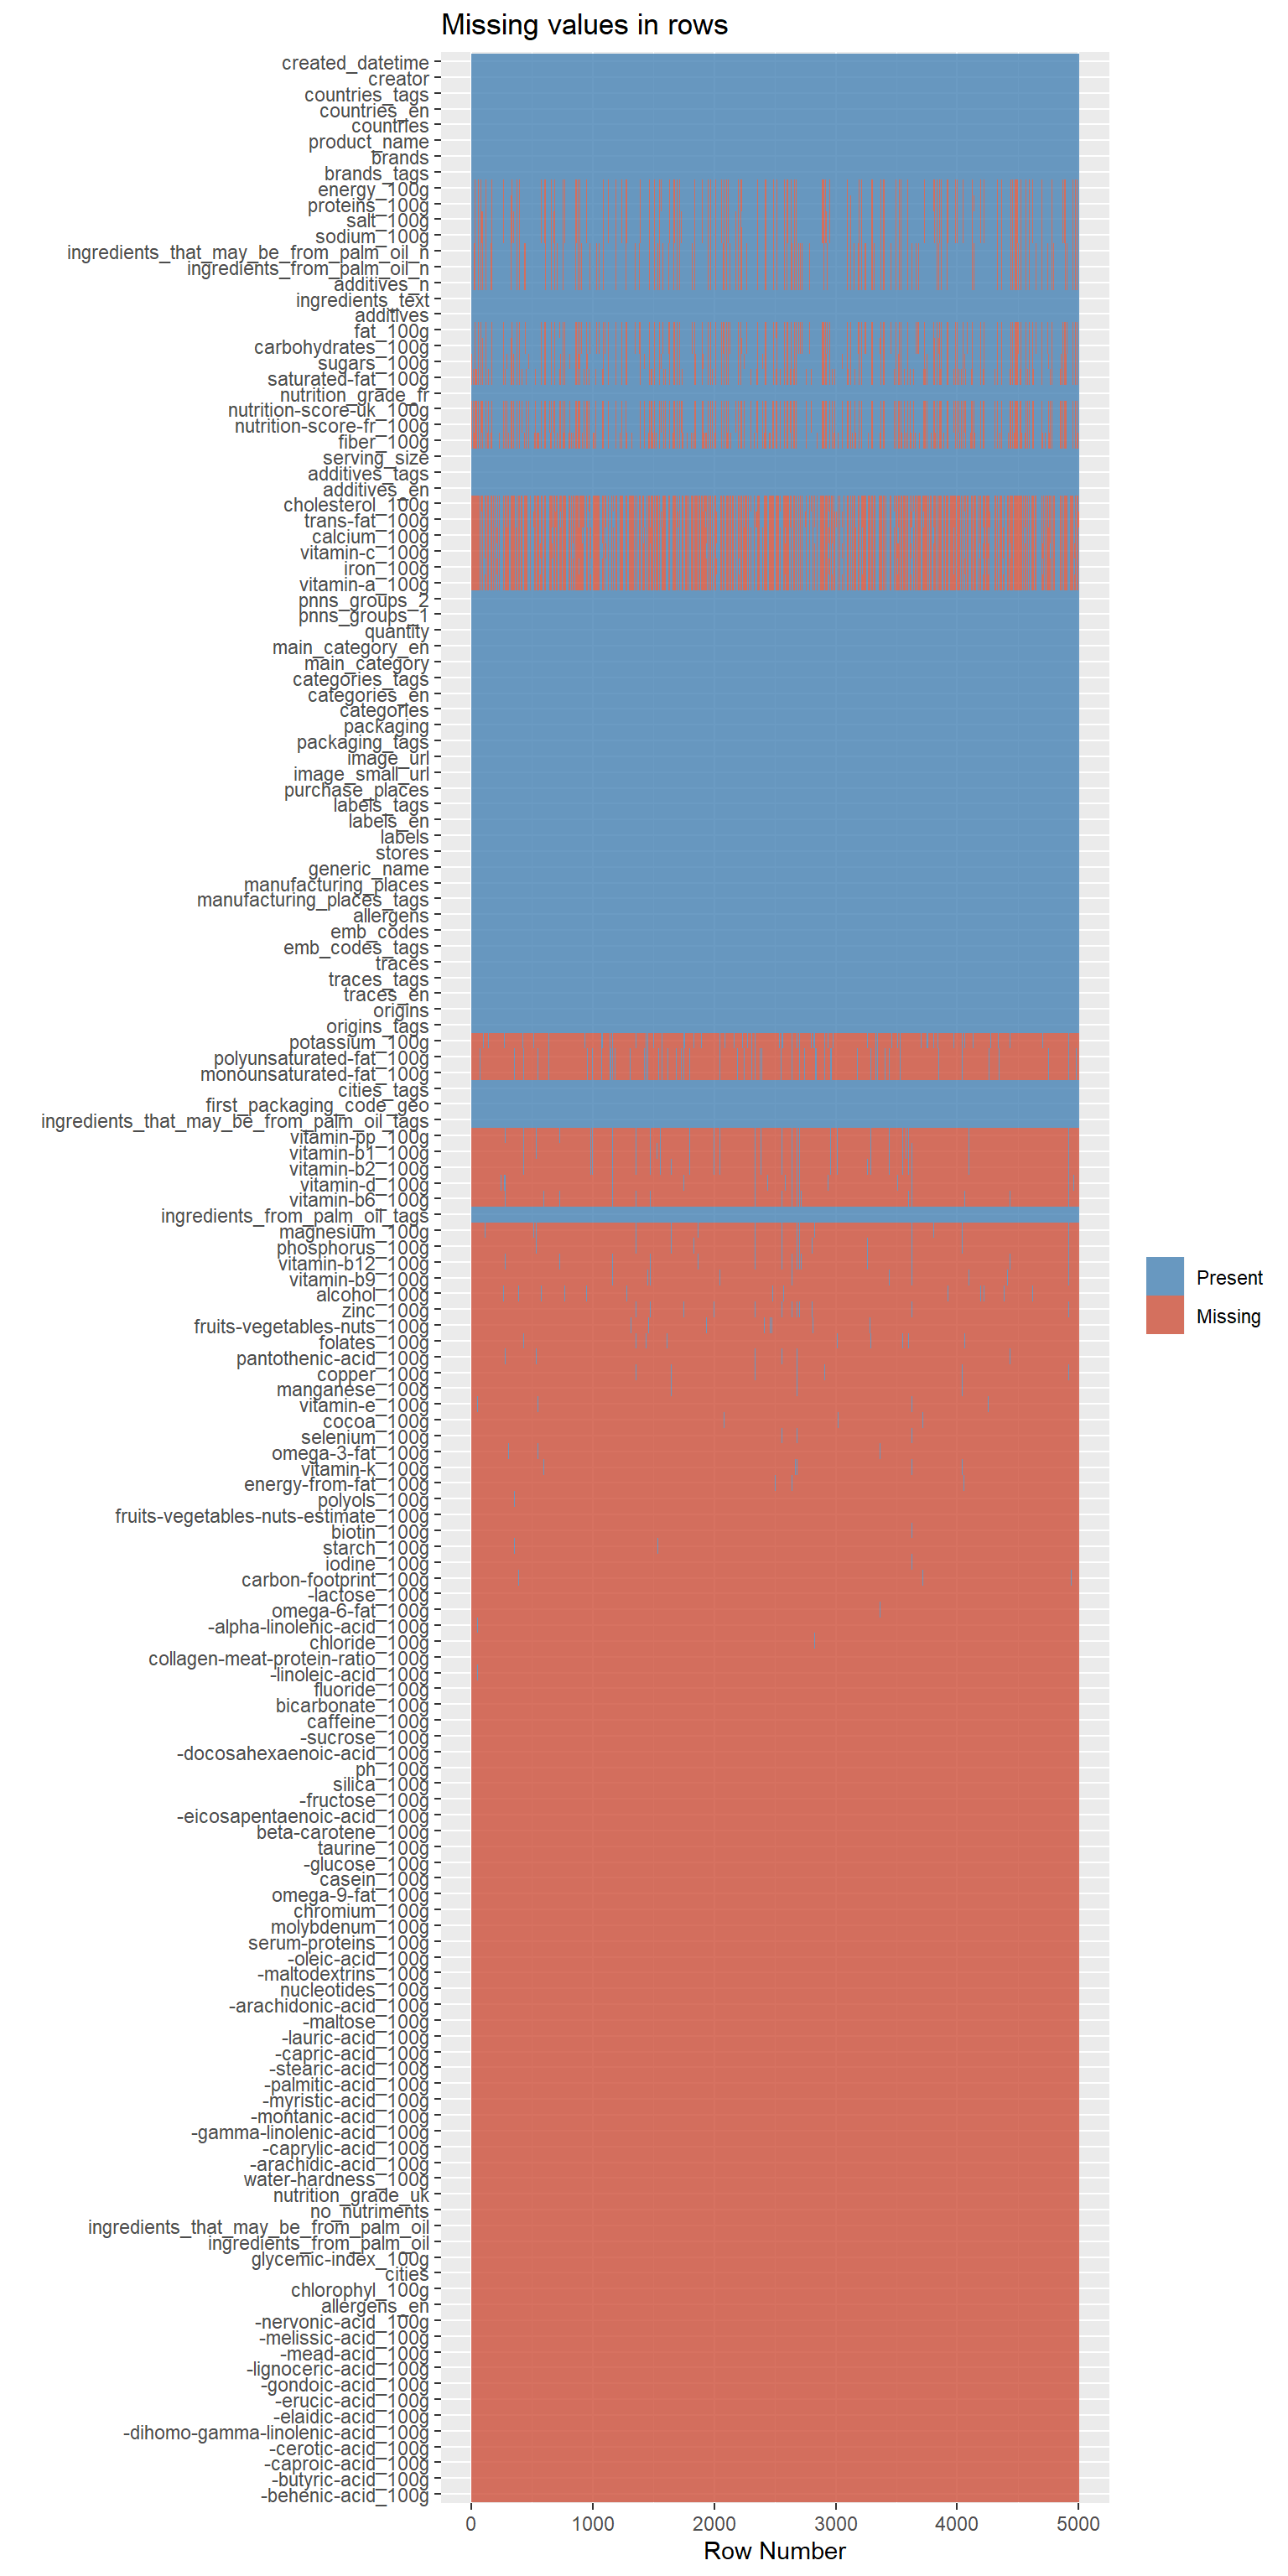 Missing values in rows
created_datetime
creator
countries_tags
countries_en
countries
product_name
brands
brands_tags
energy_100g
proteins_100g
salt_100g
sodium_100g
ingredients_that_may_be_from_palm_oil_n
ingredients_from_palm_oil_n
additives_n
ingredients_text
additives
fat_100g
carbohydrates_100g
sugars_100g
saturated-fat_100g
nutrition_grade_fr
nutrition-score-uk_100g
nutrition-score-fr_100g
fiber_100g
serving_size
additives_tags
additives_en
cholesterol_100g
trans-fat_100g
calcium_100g
vitamin-c_100g
iron_100g
vitamin-a_100g
pnns_groups_2
pnns_groups_1
quantity
main_category_en
main_category
categories_tags
categories_en
categories
packaging
packaging_tags
image_url
image_small_url
purchase_places
labels_tags
labels_en
labels
stores
generic_name
manufacturing_places
manufacturing_places_tags
allergens
emb_codes
emb_codes_tags
traces
traces_tags
traces_en
origins
origins_tags
potassium_100g
polyunsaturated-fat_100g
monounsaturated-fat_100g
cities_tags
first_packaging_code_geo
ingredients_that_may_be_from_palm_oil_tags
vitamin-pp_100g
vitamin-b1_100g
vitamin-b2_100g
vitamin-d_100g
vitamin-b6_100g
ingredients_from_palm_oil_tags
magnesium_100g
phosphorus_100g
vitamin-b12_100g
vitamin-b9_100g
Present
alcohol_100g
zinc_100g
Missing
fruits-vegetables-nuts_100g
folates_100g
pantothenic-acid_100g
copper_100g
manganese_100g
vitamin-e_100g
cocoa_100g
selenium_100g
omega-3-fat_100g
vitamin-k_100g
energy-from-fat_100g
polyols_100g
fruits-vegetables-nuts-estimate_100g
biotin_100g
starch_100g
iodine_100g
carbon-footprint_100g
-lactose_100g
omega-6-fat_100g
-alpha-linolenic-acid_100g
chloride_100g
collagen-meat-protein-ratio_100g
-linoleic-acid_100g
fluoride_100g
bicarbonate_100g
caffeine_100g
-sucrose_100g
-docosahexaenoic-acid_100g
ph_100g
silica_100g
-fructose_100g
-eicosapentaenoic-acid_100g
beta-carotene_100g
taurine_100g
-glucose_100g
casein_100g
omega-9-fat_100g
chromium_100g
molybdenum_100g
serum-proteins_100g
-oleic-acid_100g
-maltodextrins_100g
nucleotides_100g
-arachidonic-acid_100g
-maltose_100g
-lauric-acid_100g
-capric-acid_100g
-stearic-acid_100g
-palmitic-acid_100g
-myristic-acid_100g
-montanic-acid_100g
-gamma-linolenic-acid_100g
-caprylic-acid_100g
-arachidic-acid_100g
water-hardness_100g
nutrition_grade_uk
no_nutriments
ingredients_that_may_be_from_palm_oil
ingredients_from_palm_oil
glycemic-index_100g
cities
chlorophyl_100g
allergens_en
-nervonic-acid_100g
-melissic-acid_100g
-mead-acid_100g
-lignoceric-acid_100g
-gondoic-acid_100g
-erucic-acid_100g
-elaidic-acid_100g
-dihomo-gamma-linolenic-acid_100g
-cerotic-acid_100g
-caproic-acid_100g
-butyric-acid_100g
-behenic-acid_100g
0 1000 2000 3000 4000 5000
Row Number